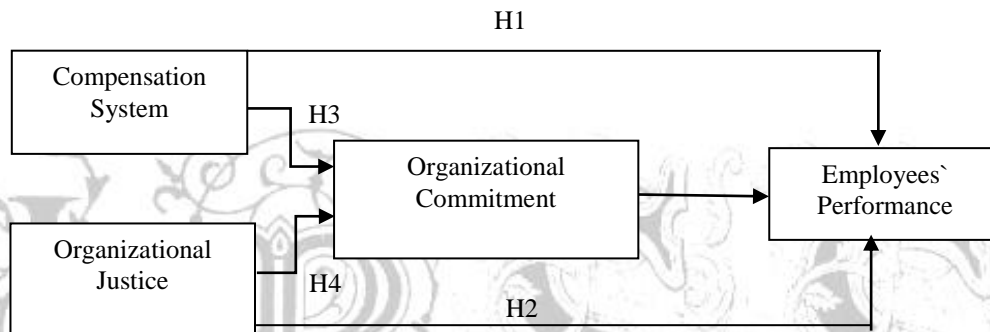 H1
Compensation
System
H3
Organizational
Commitment
Employees`
Performance
Organizational
Justice
H4
H2